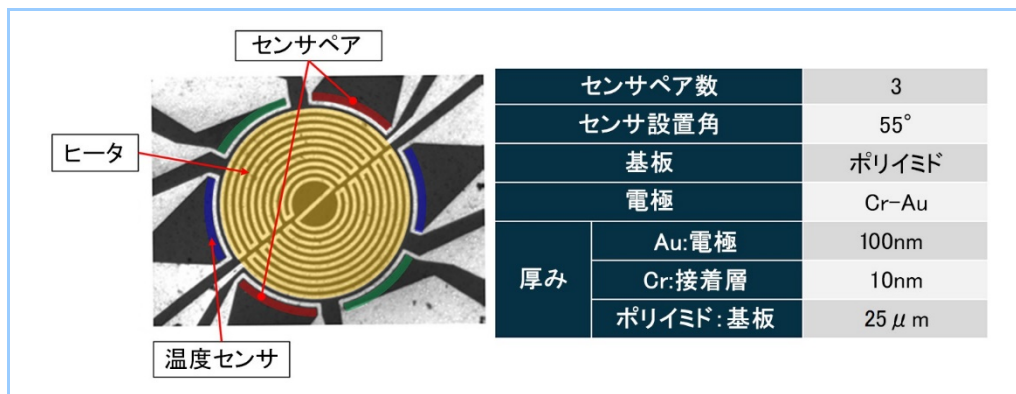 センサペア
ヒータ
温度センサ
センサペア数 3
センサ設置角 55°
基板 ポリイミド
電極 Cr-Au
厚み
Au:電極 100nm
Cr:接着層 10nm
ポリイミド:基板 25μm